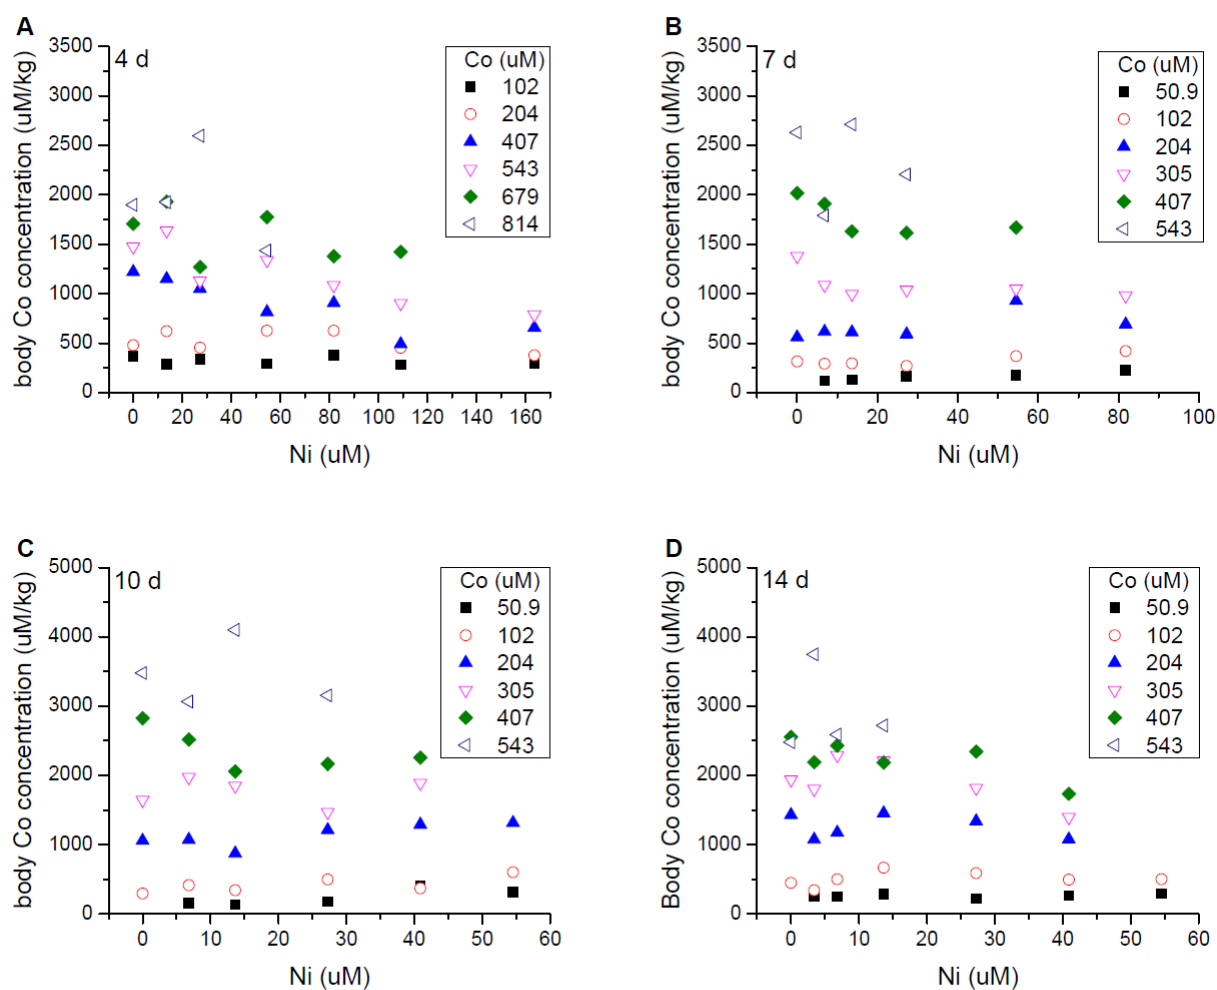 A
4 d
body Co concentration (uM/kg)
3500
3000
2500
2000
1500
1000
500
0
0 20 40 60 80 100 120 140 160
Ni (uM)
Co (uM)
102
204
407
543
679
814
B
7 d
body Co concentration (uM/kg)
3500
3000
2500
2000
1500
1000
500
0
0 20 40 60 80 100
Ni (uM)
Co (uM)
50.9
102
204
305
407
543
C
10 d
body Co concentration (uM/kg)
5000
4000
3000
2000
1000
0
0 10 20 30 40 50 60
Ni (uM)
Co (uM)
50.9
102
204
305
407
543
D
14 d
Body Co concentration (uM/kg)
5000
4000
3000
2000
1000
0
0 10 20 30 40 50 60
Ni (uM)
Co (uM)
50.9
102
204
305
407
543